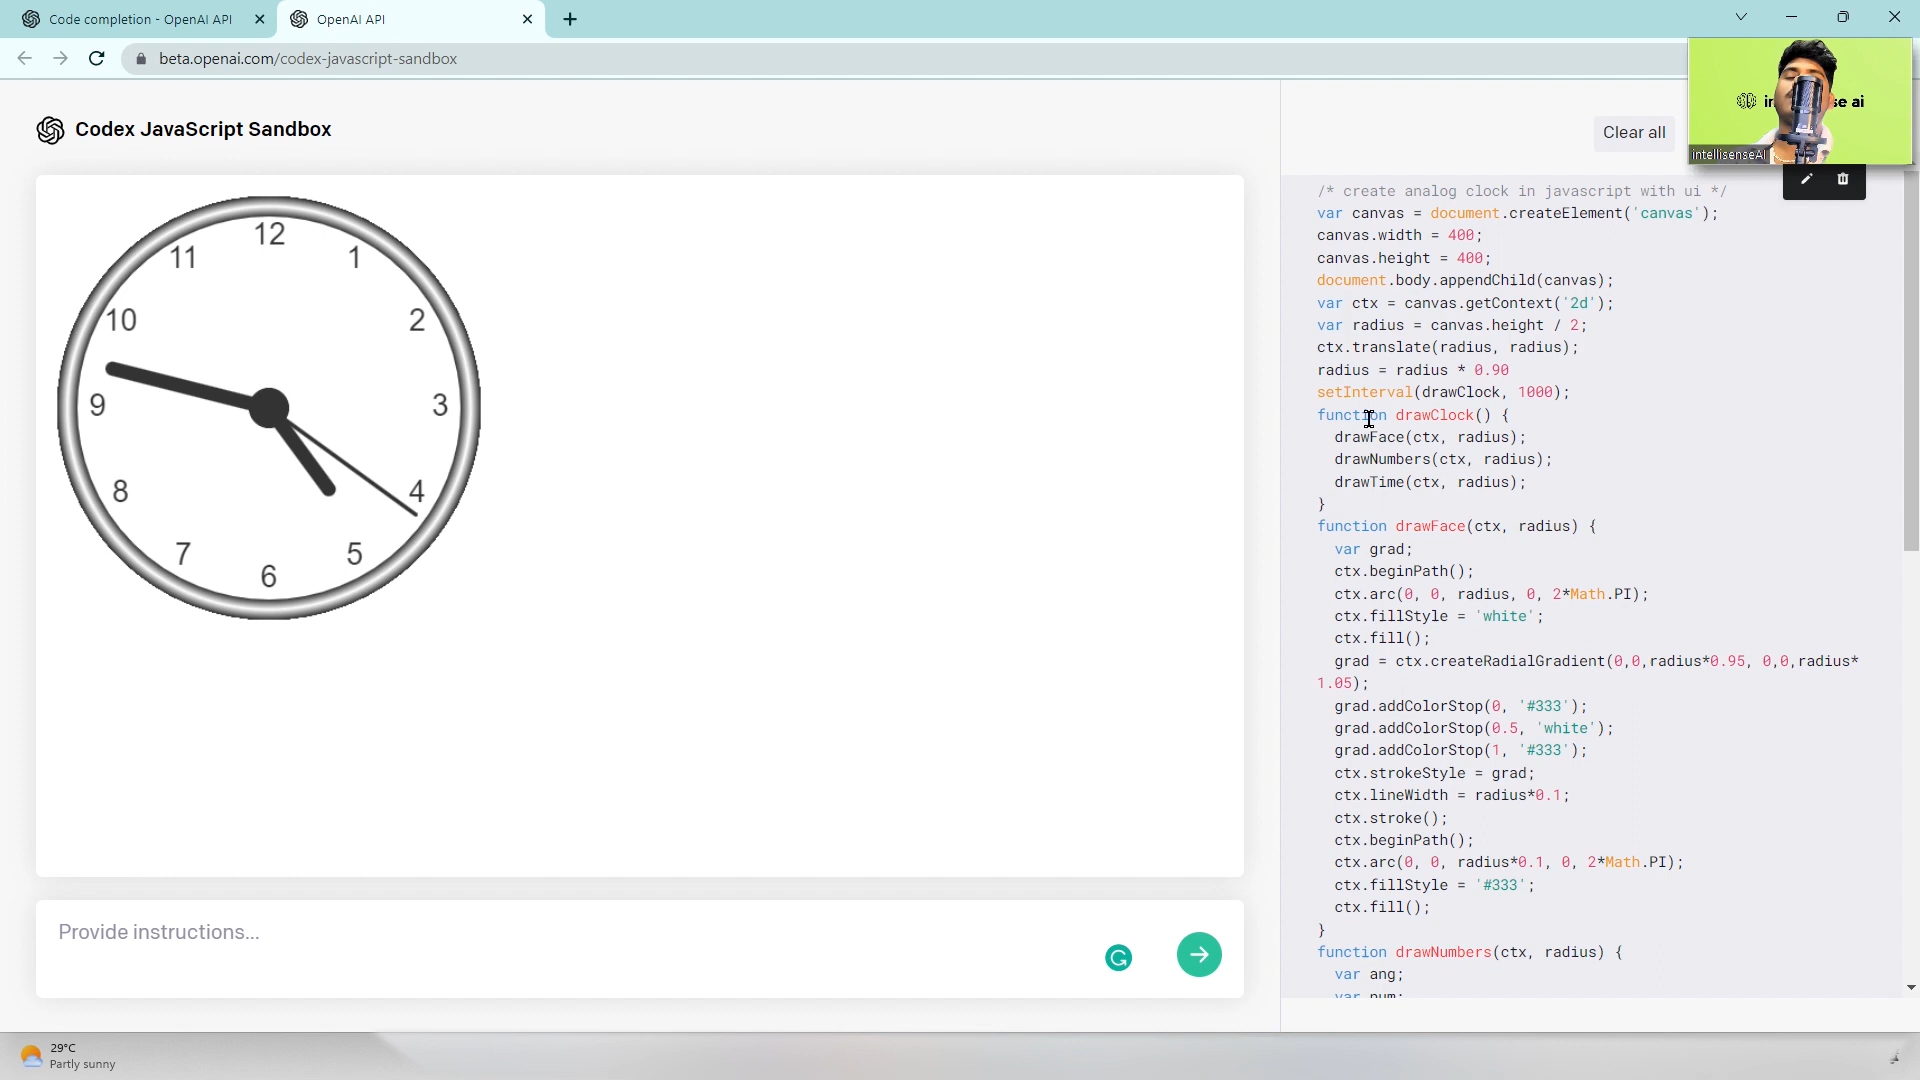 Code completion - OpenAI API
OpenAI API
beta.openai.com/codex-javascript-sandbox
Codex JavaScript Sandbox
Clear all
se ai
intellisenseAI
12
11
1
10
2
9
3
8
4
7
5
6
/* create analog clock in javascript with ui */
var canvas = document.createElement('canvas');
canvas.width = 400;
canvas.height = 400;
document.body.appendChild(canvas);
var ctx = canvas.getContext('2d');
var radius = canvas.height / 2;
ctx.translate(radius, radius);
radius = radius * 0.90
setInterval(drawClock, 1000);
function drawClock() {
  drawFace(ctx, radius);
  drawNumbers(ctx, radius);
  drawTime(ctx, radius);
}
function drawFace(ctx, radius) {
  var grad;
  ctx.beginPath();
  ctx.arc(0, 0, radius, 0, 2*Math.PI);
  ctx.fillStyle = 'white';
  ctx.fill();
  grad = ctx.createRadialGradient(0,0,radius*0.95, 0,0,radius*
1.05);
  grad.addColorStop(0, '#333');
  grad.addColorStop(0.5, 'white');
  grad.addColorStop(1, '#333');
  ctx.strokeStyle = grad;
  ctx.lineWidth = radius*0.1;
  ctx.stroke();
  ctx.beginPath();
  ctx.arc(0, 0, radius*0.1, 0, 2*Math.PI);
  ctx.fillStyle = '#333';
  ctx.fill();
}
function drawNumbers(ctx, radius) {
  var ang;
  var num;
Provide instructions...
29°C
Partly sunny